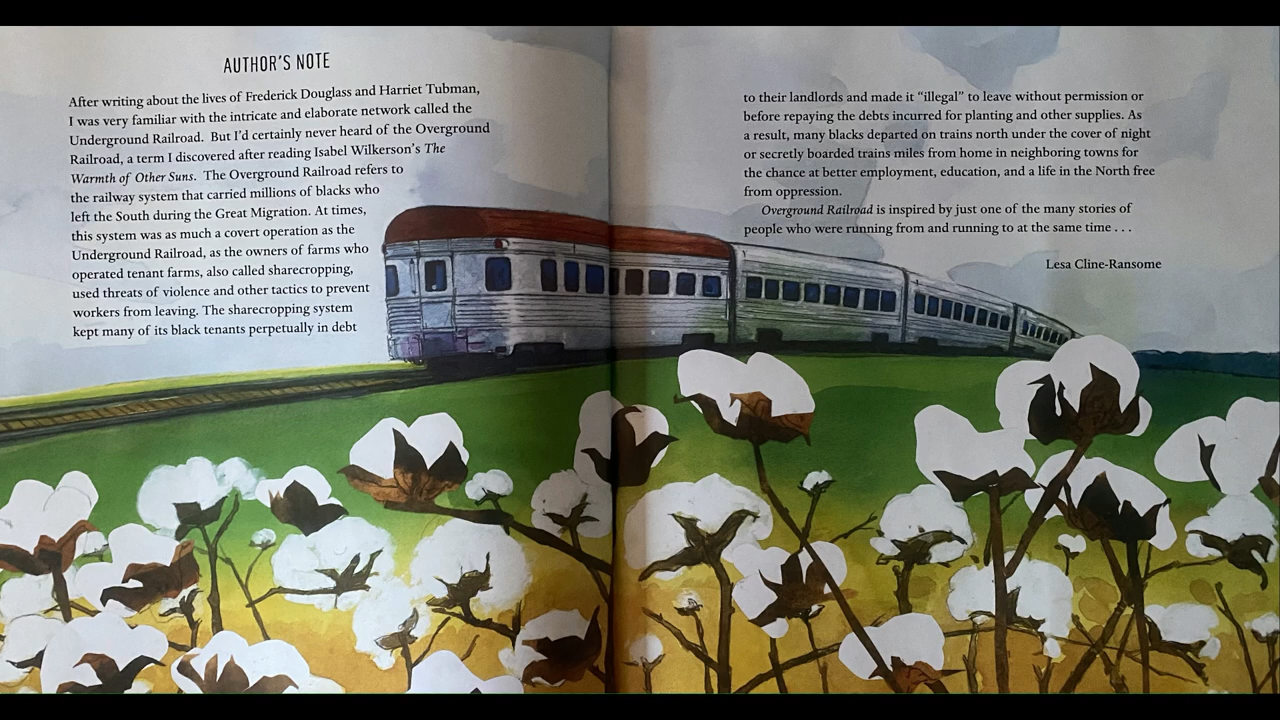 AUTHOR'S NOTE
After writing about the lives of Frederick Douglass and Harriet Tubman,
I was very familiar with the intricate and elaborate network called the
Underground Railroad. But I'd certainly never heard of the Overground
Railroad, a term I discovered after reading Isabel Wilkerson's The
Warmth of Other Suns. The Overground Railroad refers to
the railway system that carried millions of blacks who
left the South during the Great Migration. At times,
this system was as much a covert operation as the
Underground Railroad, as the owners of farms who
operated tenant farms, also called sharecropping,
used threats of violence and other tactics to prevent
workers from leaving. The sharecropping system
kept many of its black tenants perpetually in debt
to their landlords and made it “illegal” to leave without permission or
before repaying the debts incurred for planting and other supplies. As
a result, many blacks departed on trains north under the cover of night
or secretly boarded trains miles from home in neighboring towns for
the chance at better employment, education, and a life in the North free
from oppression.
Overground Railroad is inspired by just one of the many stories of
people who were running from and running to at the same time . . .
Lesa Cline-Ransome